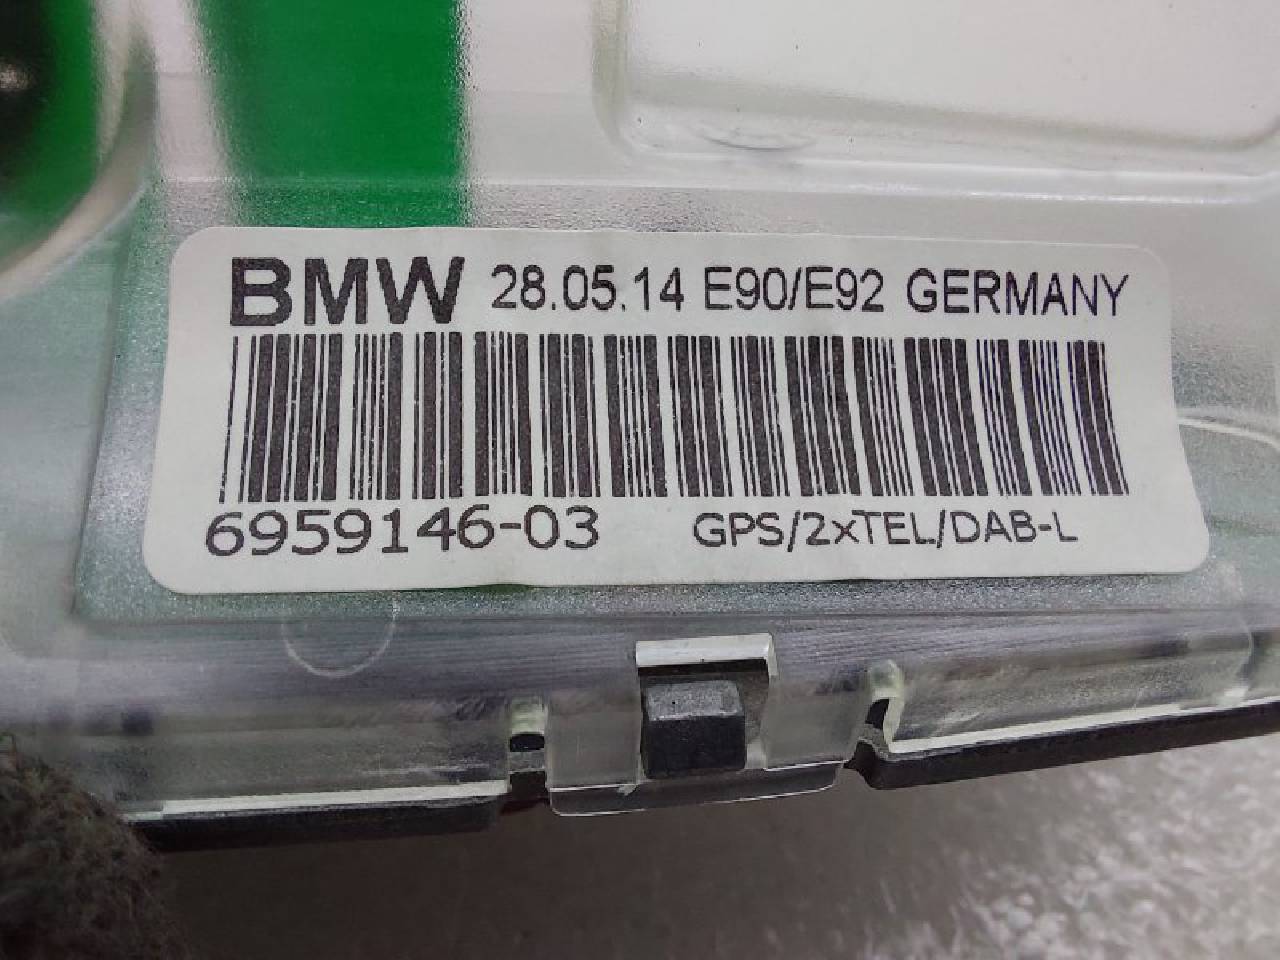 BMW 28.05.14 E90/E92 GERMANY
6959146-03 GPS/2xTEL/DAB-L